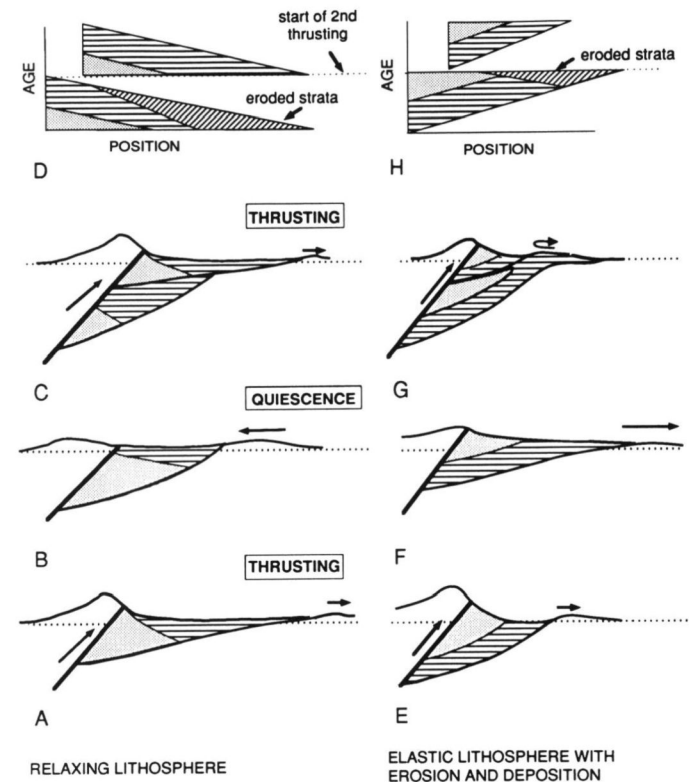 start of 2nd
thrusting
AGE
eroded strata
POSITION
D
AGE
eroded strata
POSITION
H
THRUSTING
C
G
QUIESCENCE
B
F
THRUSTING
A
E
RELAXING LITHOSPHERE
ELASTIC LITHOSPHERE WITH
EROSION AND DEPOSITION